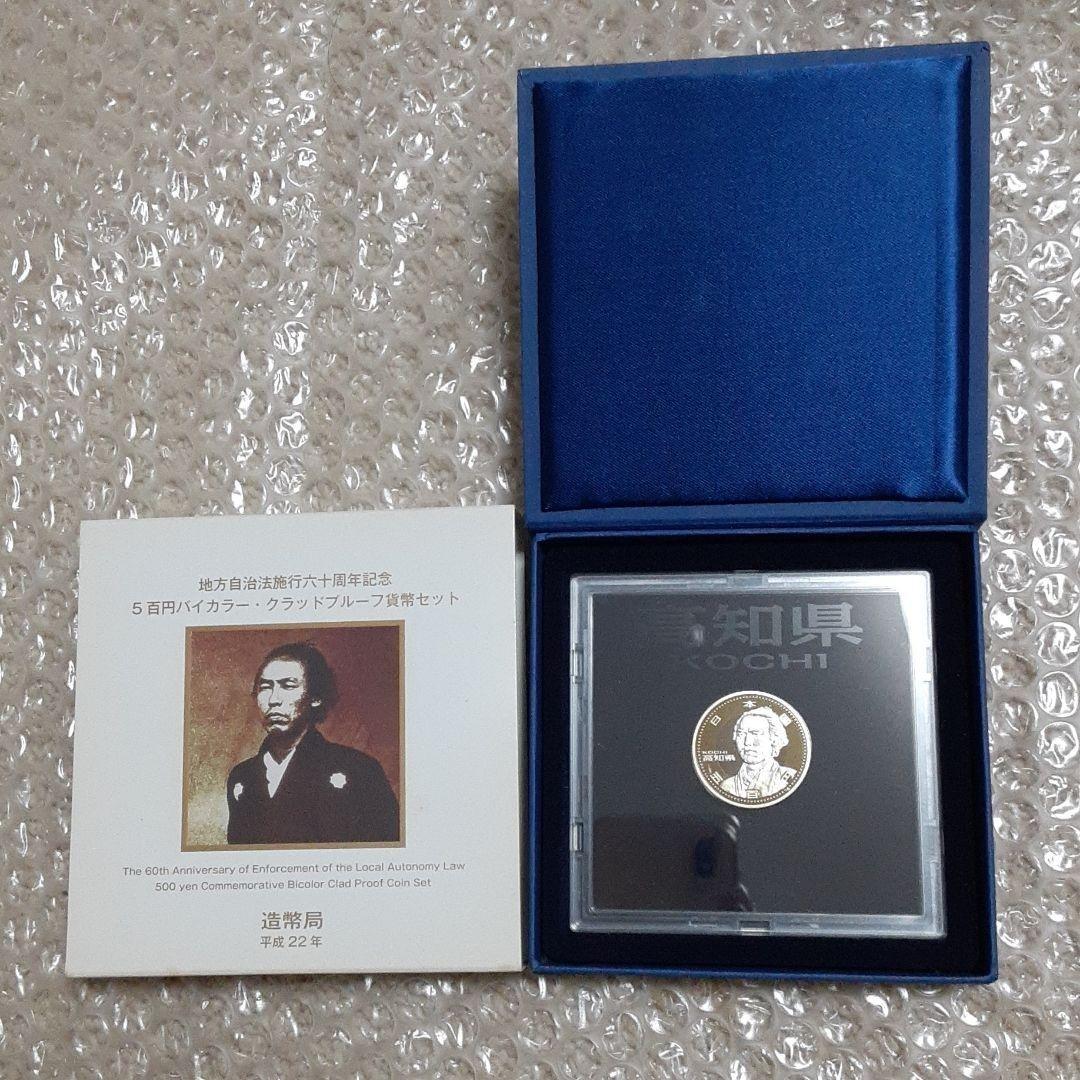 地方自治法施行六十周年記念
5百円バイカラー・クラッドプルーフ貨幣セット
The 60th Anniversary of Enforcement of the Local Autonomy Law
500 yen Commemorative Bicolor Clad Proof Coin Set
造幣局
平成22年
高知県
KOCHI
日本国
KOCHI
高知県
五百円